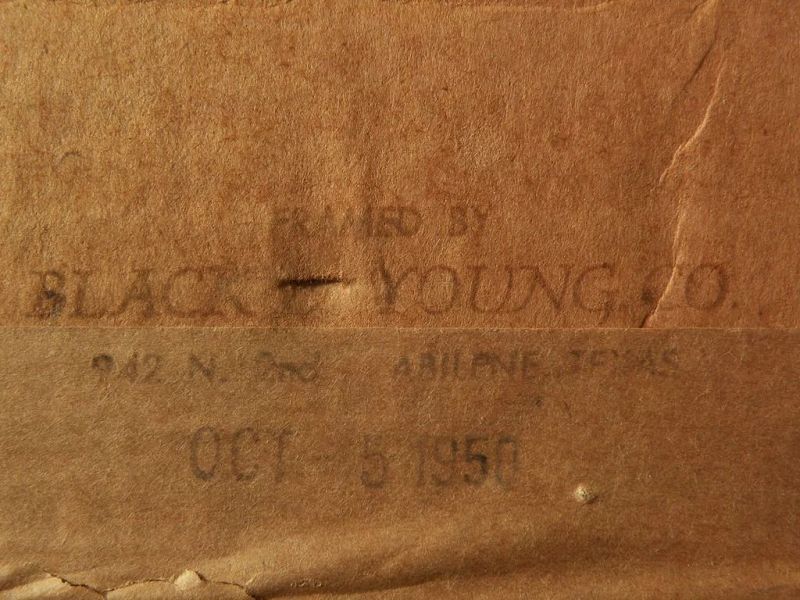 FRAMED BY
BLACK & YOUNG CO.
942 N. 2nd ABILENE, TEXAS
OCT - 5 1950